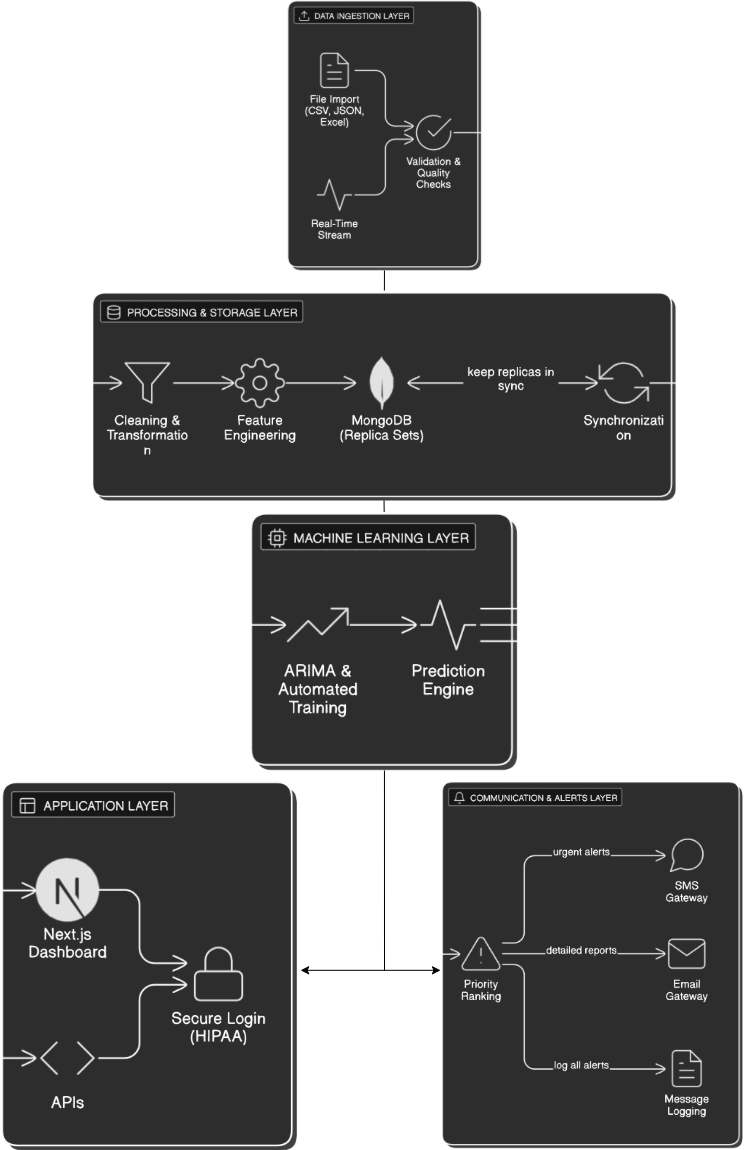 DATA INGESTION LAYER
File Import
(CSV, JSON,
Excel)
Validation &
Quality
Checks
Real-Time
Stream
PROCESSING & STORAGE LAYER
keep replicas in
sync
Cleaning &
Transformatio
n
Feature
Engineering
MongoDB
(Replica Sets)
Synchronizati
on
MACHINE LEARNING LAYER
ARIMA &
Automated
Training
Prediction
Engine
APPLICATION LAYER
N
Next.js
Dashboard
Secure Login
(HIPAA)
APIs
COMMUNICATION & ALERTS LAYER
urgent alerts
SMS
Gateway
detailed reports
Priority
Ranking
Email
Gateway
log all alerts
Message
Logging